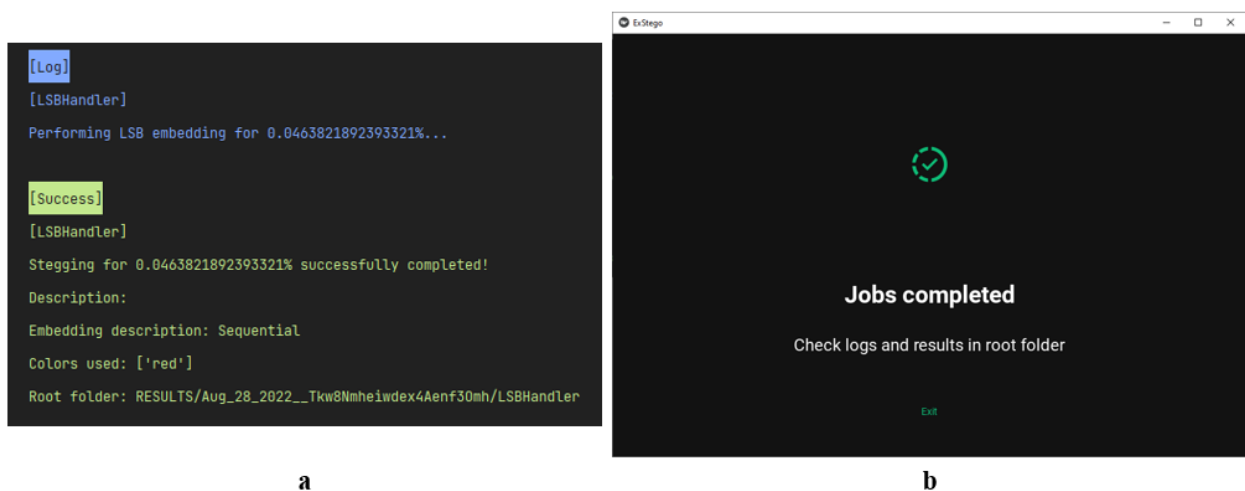 [Log]
[LSBHandler]
Performing LSB embedding for 0.0463821892393321%...
[Success]
[LSBHandler]
Stegging for 0.0463821892393321% successfully completed!
Description:
Embedding description: Sequential
Colors used: ['red']
Root folder: RESULTS/Aug_28_2022__Tkw8Nmheiwdex4Aenf3Omh/LSBHandler
a
ExStego
Jobs completed
Check logs and results in root folder
Exit
b